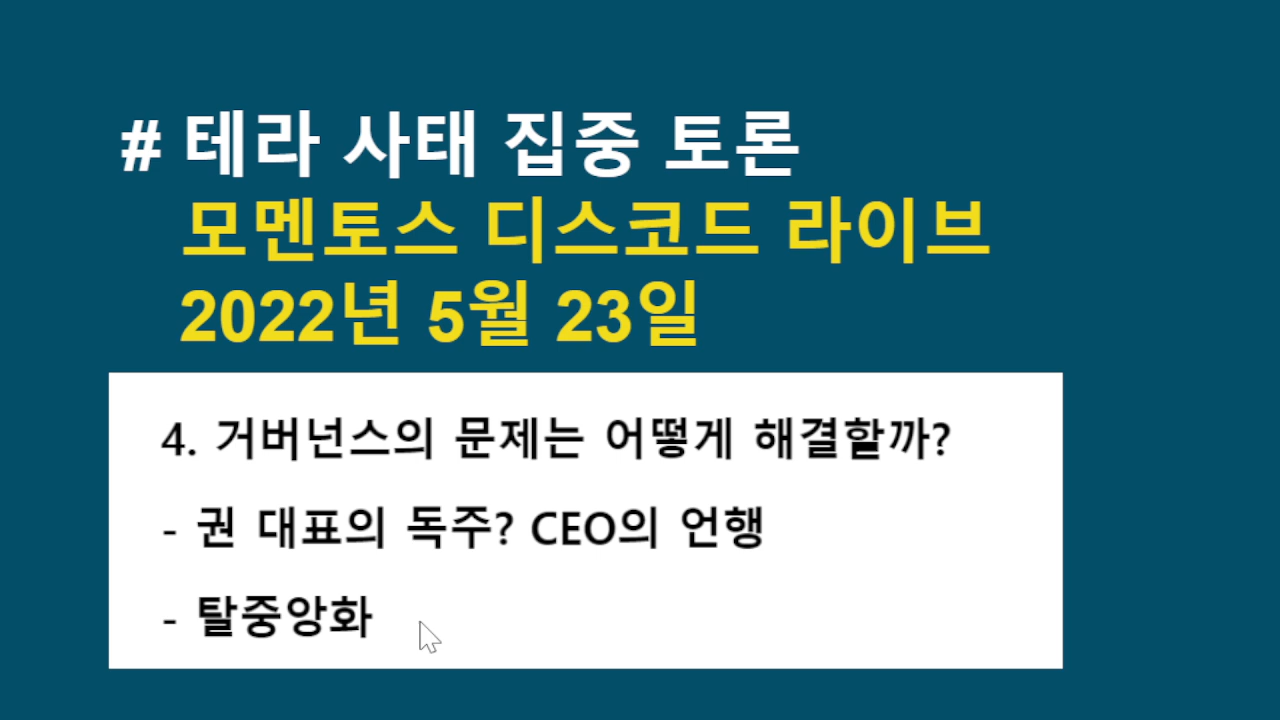 # 테라 사태 집중 토론
모멘토스 디스코드 라이브
2022년 5월 23일
4. 거버넌스의 문제는 어떻게 해결할까?
- 권 대표의 독주? CEO의 언행
- 탈중앙화